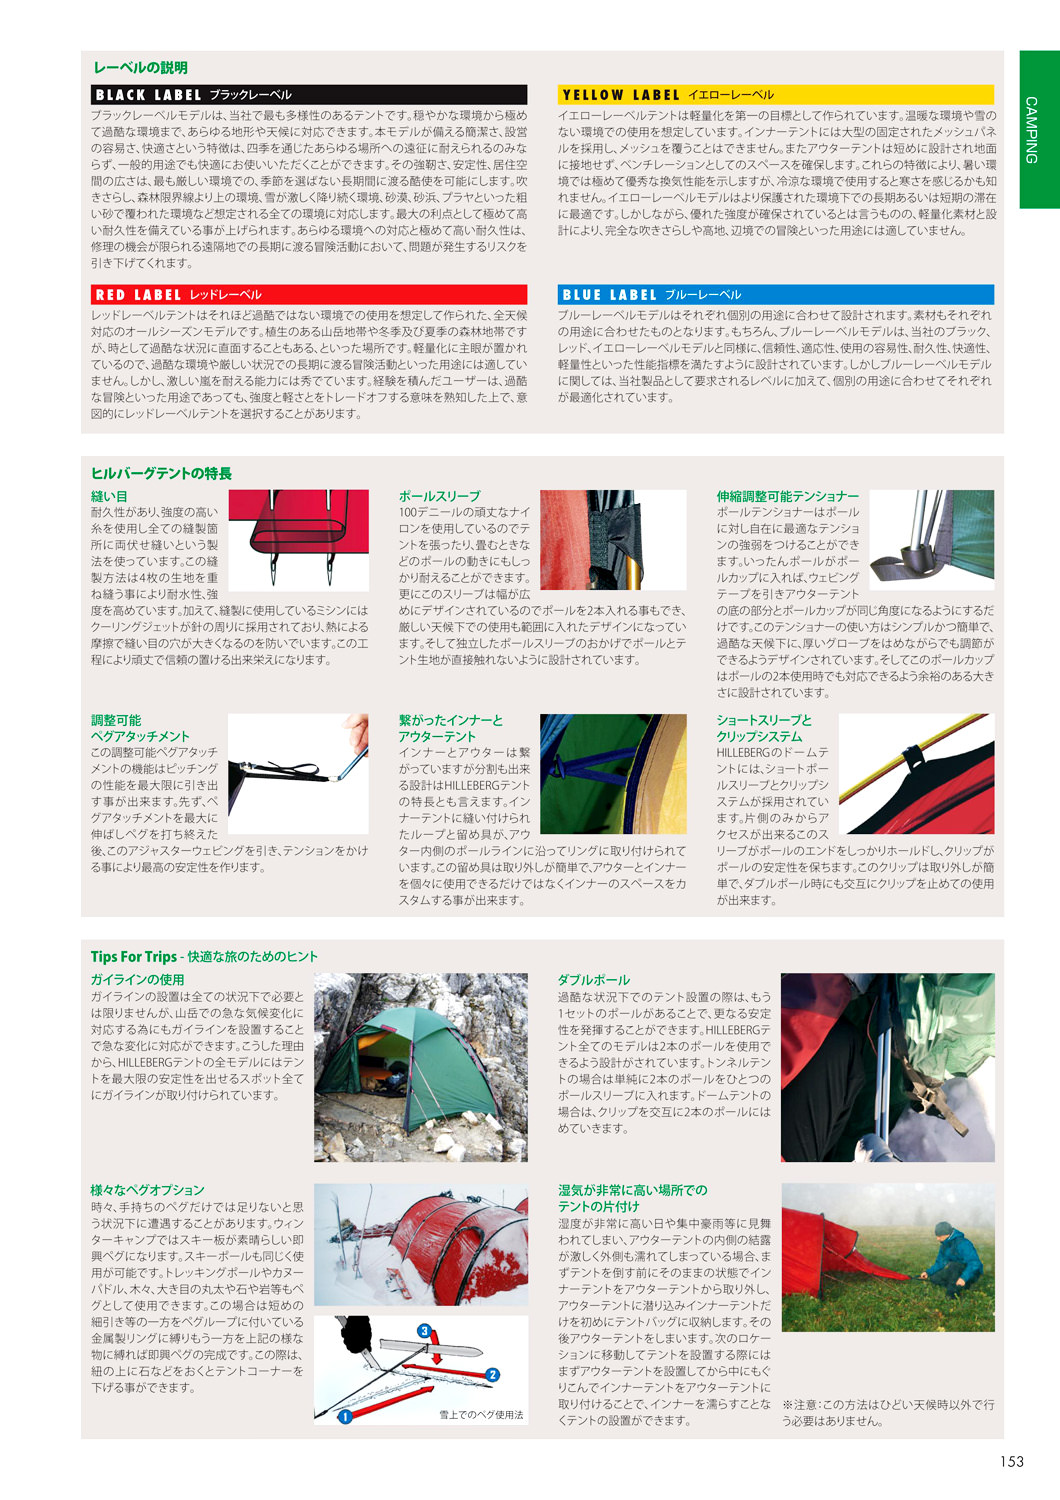 CAMPING
レーベルの説明
BLACK LABEL ブラックレーベル
ブラックレーベルモデルは、当社で最も多様性のあるテントです。穏やかな環境から極め
て過酷な環境まで、あらゆる地形や天候に対応できます。本モデルが備える簡潔さ、設営
の容易さ、快適さという特徴は、四季を通じたあらゆる場所への遠征に耐えられるのみな
らず、一般的用途でも快適にお使いいただくことができます。その強靭さ、安定性、居住空
間の広さは、最も厳しい環境での、季節を選ばない長期間に渡る酷使を可能にします。吹
きさらし、森林限界線より上の環境、雪が激しく降り続く環境、砂漠、砂浜、プラヤといった粗
い砂で覆われた環境など想定される全ての環境に対応します。最大の利点として極めて高
い耐久性を備えている事が上げられます。あらゆる環境への対応と極めて高い耐久性は、
修理の機会が限られる遠隔地での長期に渡る冒険活動において、問題が発生するリスクを
引き下げてくれます。
YELLOW LABEL イエローレーベル
イエローレーベルテントは軽量化を第一の目標として作られています。温暖な環境や雪の
ない環境での使用を想定しています。インナーテントには大型の固定されたメッシュパネ
ルを採用し、メッシュを覆うことはできません。またアウターテントは短めに設計され地面
に接地せず、ベンチレーションとしてのスペースを確保します。これらの特徴により、暑い環
境では極めて優秀な換気性能を示しますが、冷涼な環境で使用すると寒さを感じるかも知
れません。イエローレーベルモデルはより保護された環境下での長期あるいは短期の滞在
に最適です。しかしながら、優れた強度が確保されているとは言うものの、軽量化素材と設
計により、完全な吹きさらしや高地、辺境での冒険といった用途には適していません。
RED LABEL レッドレーベル
レッドレーベルテントはそれほど過酷ではない環境での使用を想定して作られた、全天候
対応のオールシーズンモデルです。植生のある山岳地帯や冬季及び夏季の森林地帯です
が、時として過酷な状況に直面することもある、といった場所です。軽量化に主眼が置かれ
ているので、過酷な環境や厳しい状況での長期に渡る冒険活動といった用途には適してい
ません。しかし、激しい嵐を耐える能力には秀でています。経験を積んだユーザーは、過酷
な冒険といった用途であっても、強度と軽さとをトレードオフする意味を熟知した上で、意
図的にレッドレーベルテントを選択することがあります。
BLUE LABEL ブルーレーベル
ブルーレーベルモデルはそれぞれ個別の用途に合わせて設計されます。素材もそれぞれ
の用途に合わせたものとなります。もちろん、ブルーレーベルモデルは、当社のブラック、
レッド、イエローレーベルモデルと同様に、信頼性、適応性、使用の容易性、耐久性、快適性、
軽量性といった性能指標を満たすように設計されています。しかしブルーレーベルモデル
に関しては、当社製品として要求されるレベルに加えて、個別の用途に合わせてそれぞれ
が最適化されています。
ヒルバーグテントの特長
縫い目
耐久性があり、強度の高い
糸を使用し全ての縫製箇
所に両伏せ縫いという製
法を使っています。この縫
製方法は4枚の生地を重
ね縫う事により耐水性、強
度を高めています。加えて、縫製に使用しているミシンには
クーリングジェットが針の周りに採用されており、熱による
摩擦で縫い目の穴が大きくなるのを防いでいます。この工
程により頑丈で信頼の置ける出来栄えになります。
ポールスリーブ
100デニールの頑丈なナイ
ロンを使用しているのでテ
ントを張ったり、畳むときな
どのポールの動きにもしっ
かり耐えることができます。
更にこのスリーブは幅が広
めにデザインされているのでポールを2本入れる事もでき、
厳しい天候下での使用も範囲に入れたデザインになってい
ます。そして独立したポールスリーブのおかげでポールとテ
ント生地が直接触れないように設計されています。
伸縮調整可能テンショナー
ポールテンショナーはポール
に対し自在に最適なテンショ
ンの強弱をつけることができ
ます。いったんポールがポー
ルカップに入れば、ウェビング
テープを引きアウターテント
の底の部分とポールカップが同じ角度になるようにするだ
けです。このテンショナーの使い方はシンプルかつ簡単で、
過酷な天候下に、厚いグローブをはめながらでも調節が
できるようデザインされています。そしてこのポールカップ
はポールの2本使用時でも対応できるよう余裕のある大き
さに設計されています。
調整可能
ペグアタッチメント
この調整可能ペグアタッチ
メントの機能はピッチング
の性能を最大限に引き出
す事が出来ます。先ず、ペ
グアタッチメントを最大に
伸ばしペグを打ち終えた
後、このアジャスターウェビングを引き、テンションをかけ
る事により最高の安定性を作ります。
繋がったインナーと
アウターテント
インナーとアウターは繋
がっていますが分割も出来
る設計はHILLEBERGテント
の特長とも言えます。イン
ナーテントに縫い付けられ
たループと留め具が、アウ
ター内側のポールラインに沿ってリングに取り付けられて
います。この留め具は取り外しが簡単で、アウターとインナー
を個々に使用できるだけではなくインナーのスペースをカ
スタムする事が出来ます。
ショートスリーブと
クリップシステム
HILLEBERGのドームテ
ントには、ショートポー
ルスリーブとクリップシ
ステムが採用されてい
ます。片側のみからア
クセスが出来るこのス
リーブがポールのエンドをしっかりホールドし、クリップが
ポールの安定性を保ちます。このクリップは取り外しが簡
単で、ダブルポール時にも交互にクリップを止めての使用
が出来ます。
Tips For Trips - 快適な旅のためのヒント
ガイラインの使用
ガイラインの設置は全ての状況下で必要と
は限りませんが、山岳での急な気候変化に
対応する為にもガイラインを設置すること
で急な変化に対応ができます。こうした理由
から、HILLEBERGテントの全モデルにはテン
トを最大限の安定性を出せるスポット全て
にガイラインが取り付けられています。
ダブルポール
過酷な状況下でのテント設置の際は、もう
1セットのポールがあることで、更なる安定
性を発揮することができます。HILLEBERGテ
ント全てのモデルは2本のポールを使用で
きるよう設計がされています。トンネルテン
トの場合は単純に2本のポールをひとつの
ポールスリーブに入れます。ドームテントの
場合は、クリップを交互に2本のポールには
めていきます。
様々なペグオプション
時々、手持ちのペグだけでは足りないと思
う状況下に遭遇することがあります。ウィン
ターキャンプではスキー板が素晴らしい即
興ペグになります。スキーポールも同じく使
用が可能です。トレッキングポールやカヌー
パドル、木々、大き目の丸太や石や岩等もペ
グとして使用できます。この場合は短めの
細引き等の一方をペグループに付いている
金属製リングに縛りもう一方を上記の様な
物に縛れば即興ペグの完成です。この際は、
紐の上に石などをおくとテントコーナーを
下げる事ができます。
3
2
1
雪上でのペグ使用法
湿気が非常に高い場所での
テントの片付け
湿度が非常に高い日や集中豪雨等に見舞
われてしまい、アウターテントの内側の結露
が激しく外側も濡れてしまっている場合、ま
ずテントを倒す前にそのままの状態でイン
ナーテントをアウターテントから取り外し、
アウターテントに潜り込みインナーテントだ
けを初めにテントバッグに収納します。その
後アウターテントをしまいます。次のロケー
ションに移動してテントを設置する際には
まずアウターテントを設置してから中にもぐ
りこんでインナーテントをアウターテントに
取り付けることで、インナーを濡らすことな
くテントの設置ができます。
※注意:この方法はひどい天候時以外で行
う必要はありません。
153